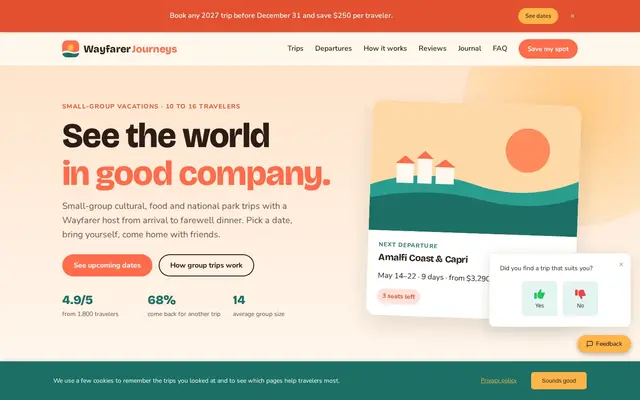 Book any 2027 trip before December 31 and save $250 per traveler.
See dates
×
Wayfarer Journeys
Trips
Departures
How it works
Reviews
Journal
FAQ
Save my spot
SMALL-GROUP VACATIONS · 10 TO 16 TRAVELERS
See the world
in good company.
Small-group cultural, food and national park trips with a
Wayfarer host from arrival to farewell dinner. Pick a date,
bring yourself, come home with friends.
See upcoming dates
How group trips work
4.9/5
from 1,800 travelers
68%
come back for another trip
14
average group size
NEXT DEPARTURE
Amalfi Coast & Capri
May 14–22 · 9 days · from $3,290
3 seats left
Did you find a trip that suits you?
×
Yes
No
Feedback
We use a few cookies to remember the trips you looked at and to see which pages help travelers most.
Privacy policy
Sounds good